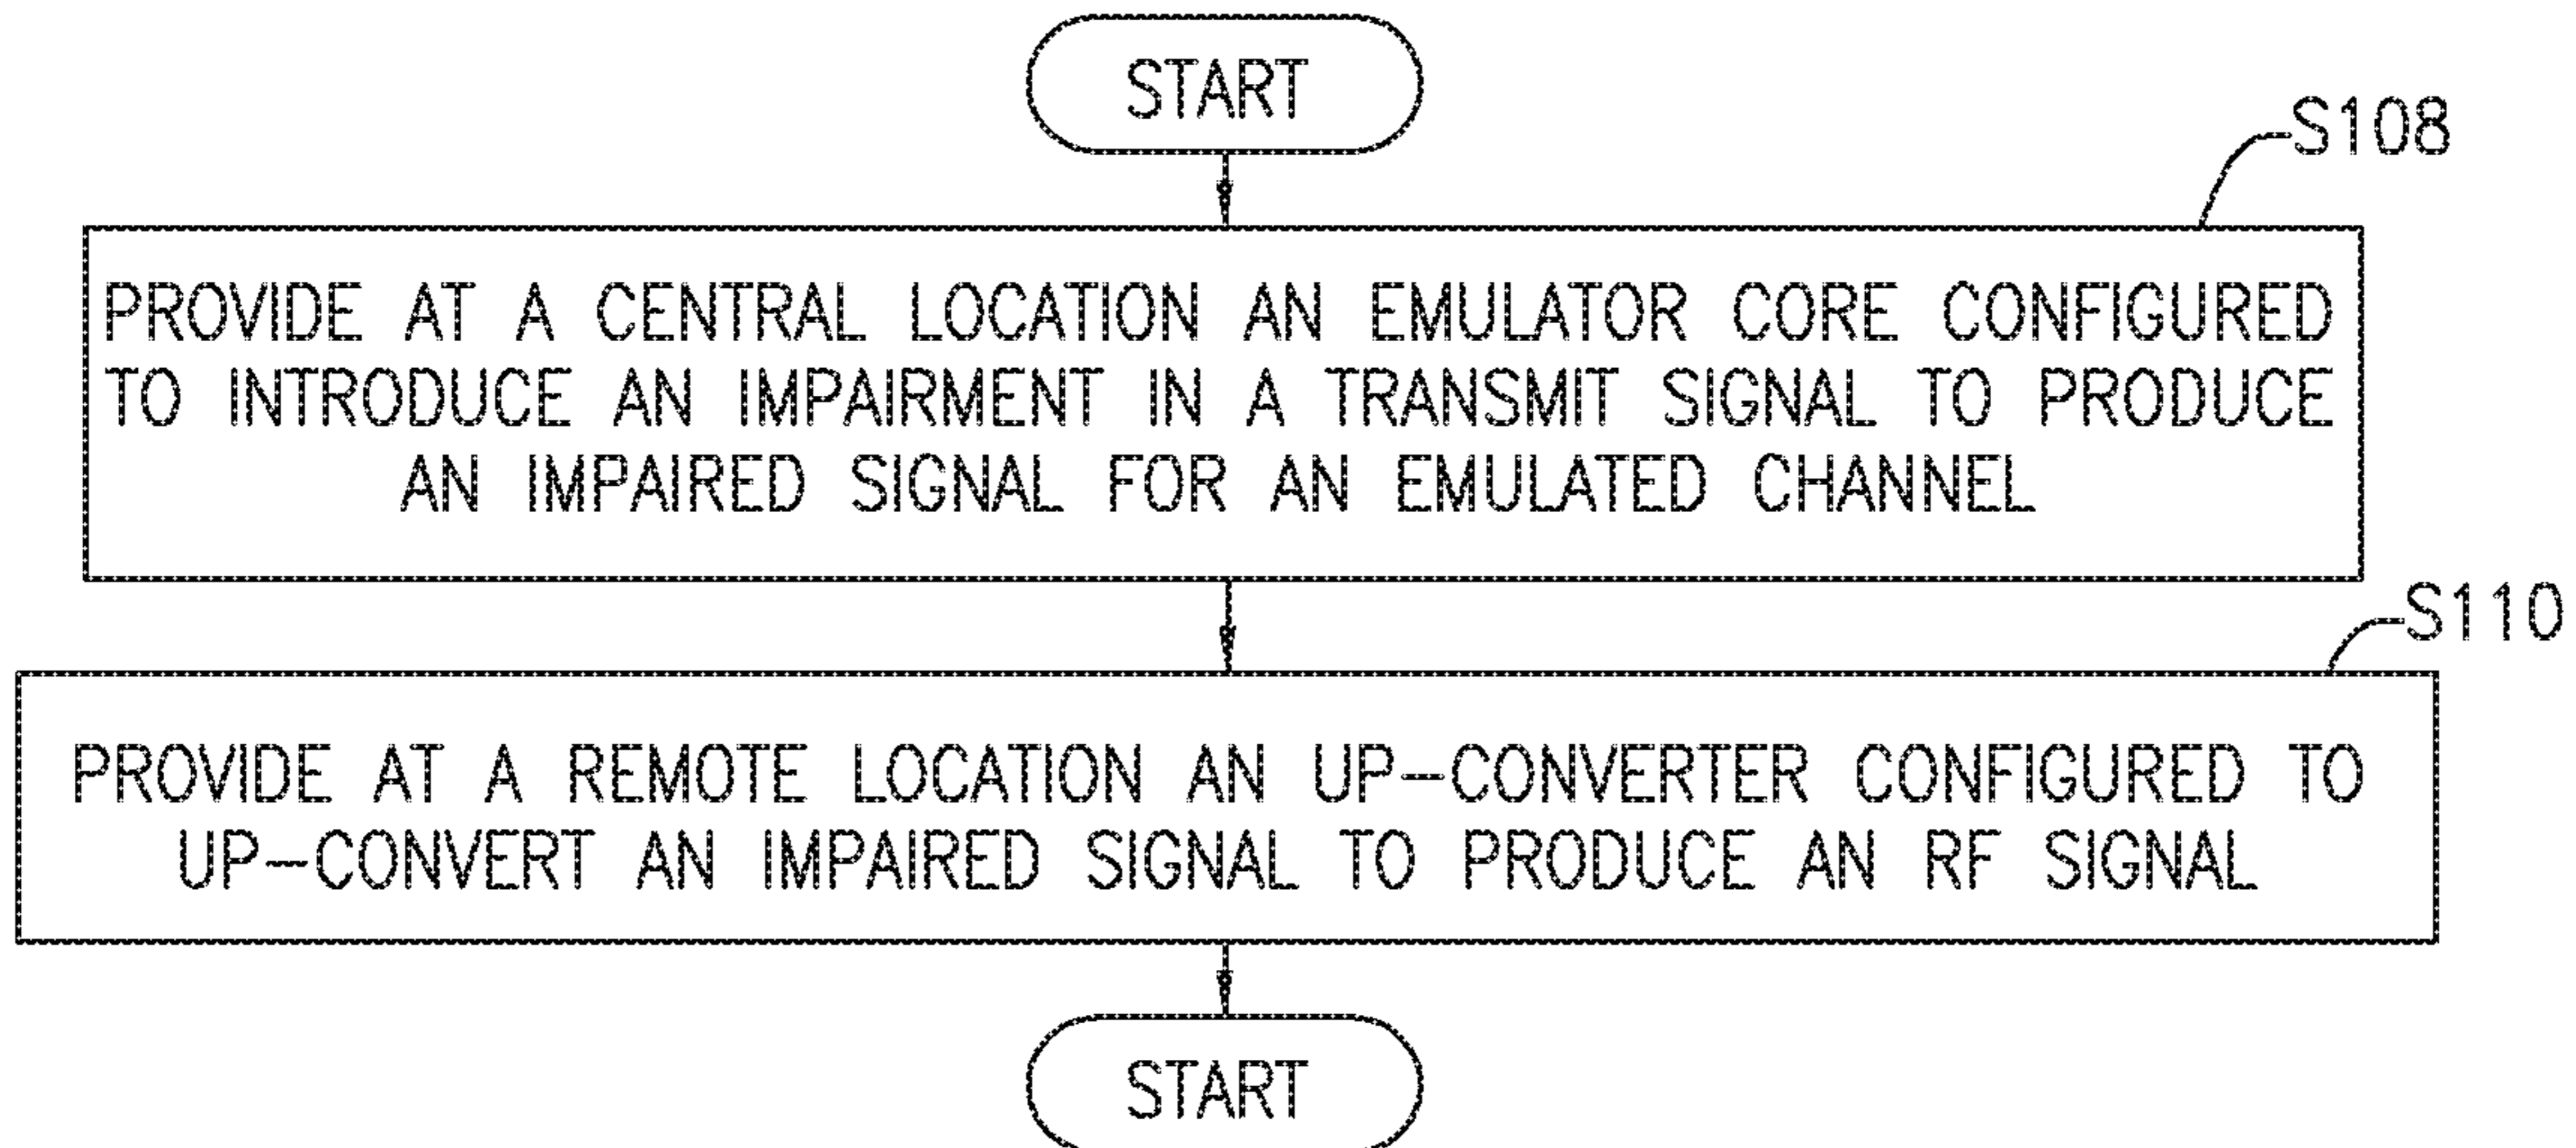 START
S108
PROVIDE AT A CENTRAL LOCATION AN EMULATOR CORE CONFIGURED
TO INTRODUCE AN IMPAIRMENT IN A TRANSMIT SIGNAL TO PRODUCE
AN IMPAIRED SIGNAL FOR AN EMULATED CHANNEL
S110
PROVIDE AT A REMOTE LOCATION AN UP-CONVERTER CONFIGURED TO
UP-CONVERT AN IMPAIRED SIGNAL TO PRODUCE AN RF SIGNAL
START